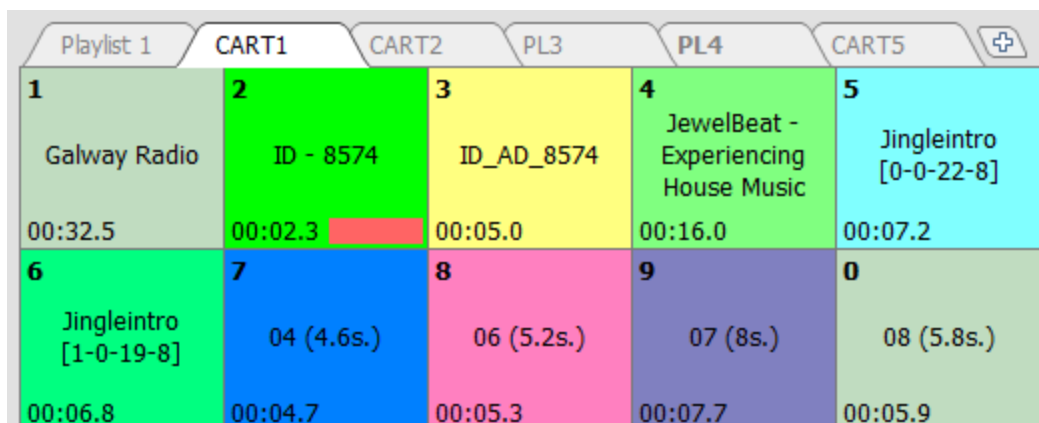 Playlist 1 CART1 CART2 PL3 PL4 CART5
1
Galway Radio
00:32.5
2
ID - 8574
00:02.3
3
ID_AD_8574
00:05.0
4
JewelBeat -
Experiencing
House Music
00:16.0
5
Jingleintro
[0-0-22-8]
00:07.2
6
Jingleintro
[1-0-19-8]
00:06.8
7
04 (4.6s.)
00:04.7
8
06 (5.2s.)
00:05.3
9
07 (8s.)
00:07.7
0
08 (5.8s.)
00:05.9